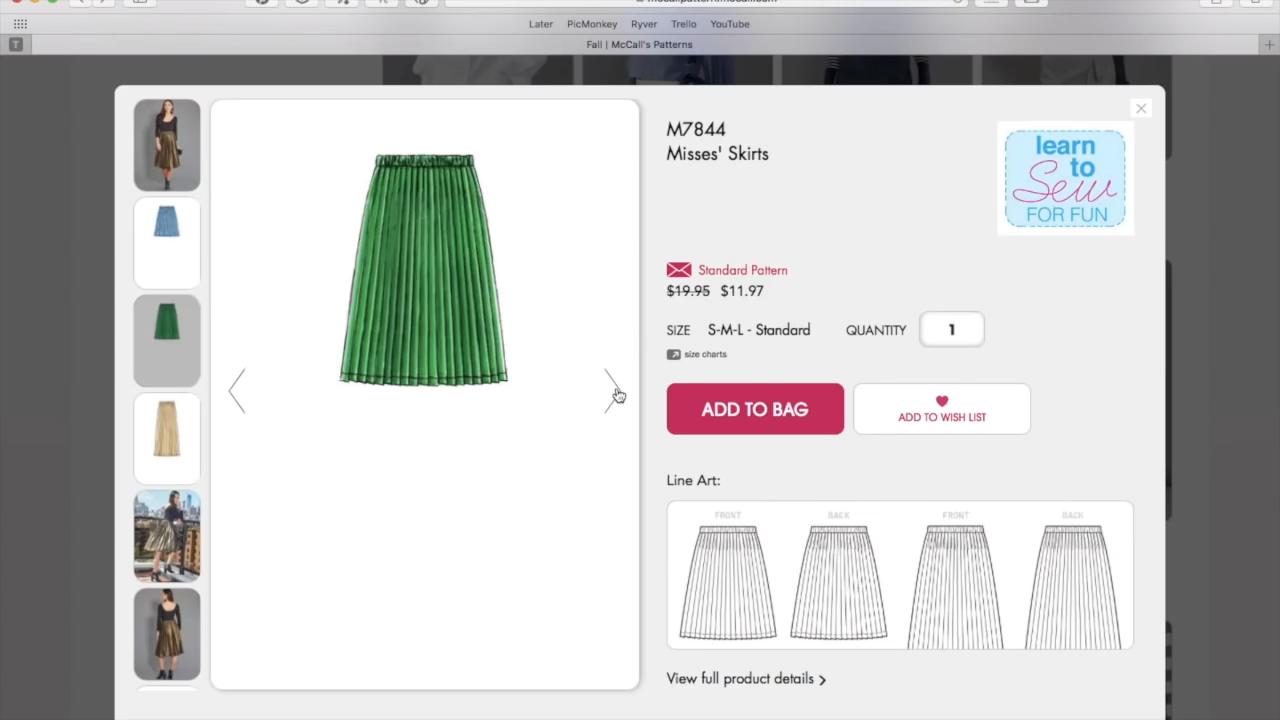 Later PicMonkey Ryver Trello YouTube
T
Fall | McCall's Patterns
M7844
Misses' Skirts
learn
to
Sew
FOR FUN
Standard Pattern
$19.95 $11.97
SIZE S-M-L - Standard QUANTITY 1
size charts
ADD TO BAG
ADD TO WISH LIST
Line Art:
FRONT BACK FRONT BACK
View full product details